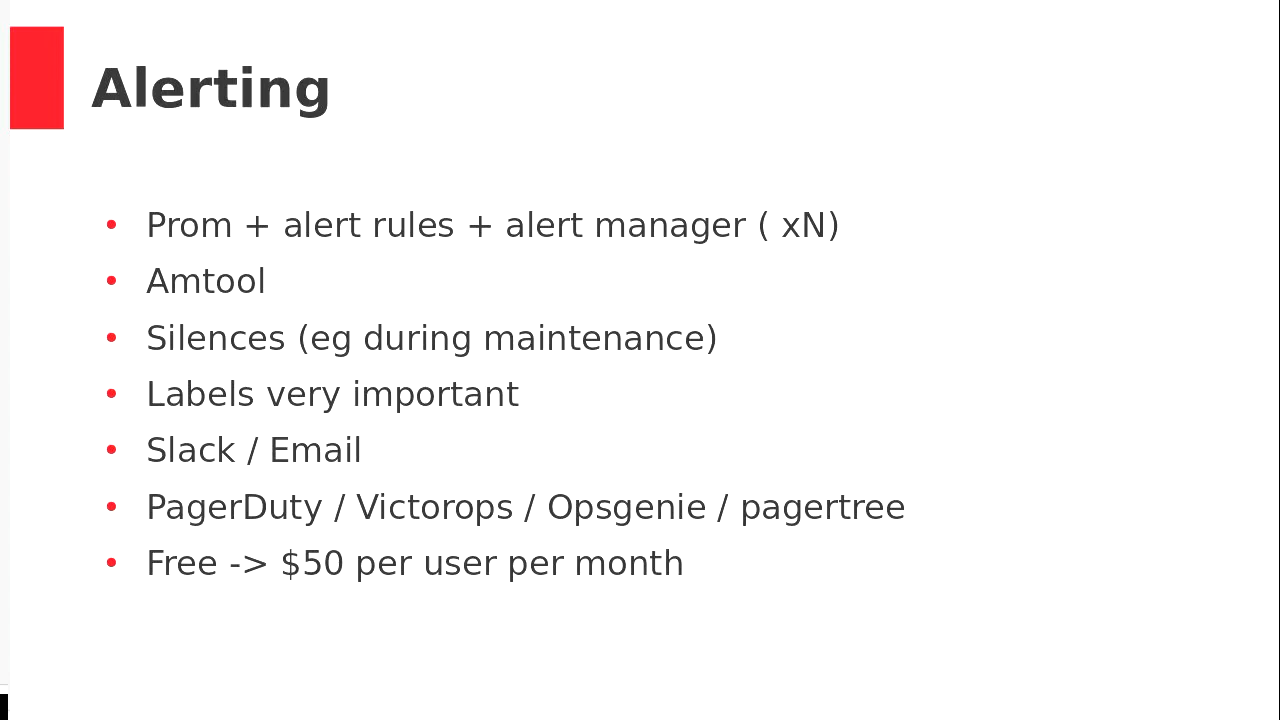 Alerting
• Prom + alert rules + alert manager ( xN)
• Amtool
• Silences (eg during maintenance)
• Labels very important
• Slack / Email
• PagerDuty / Victorops / Opsgenie / pagertree
• Free -> $50 per user per month